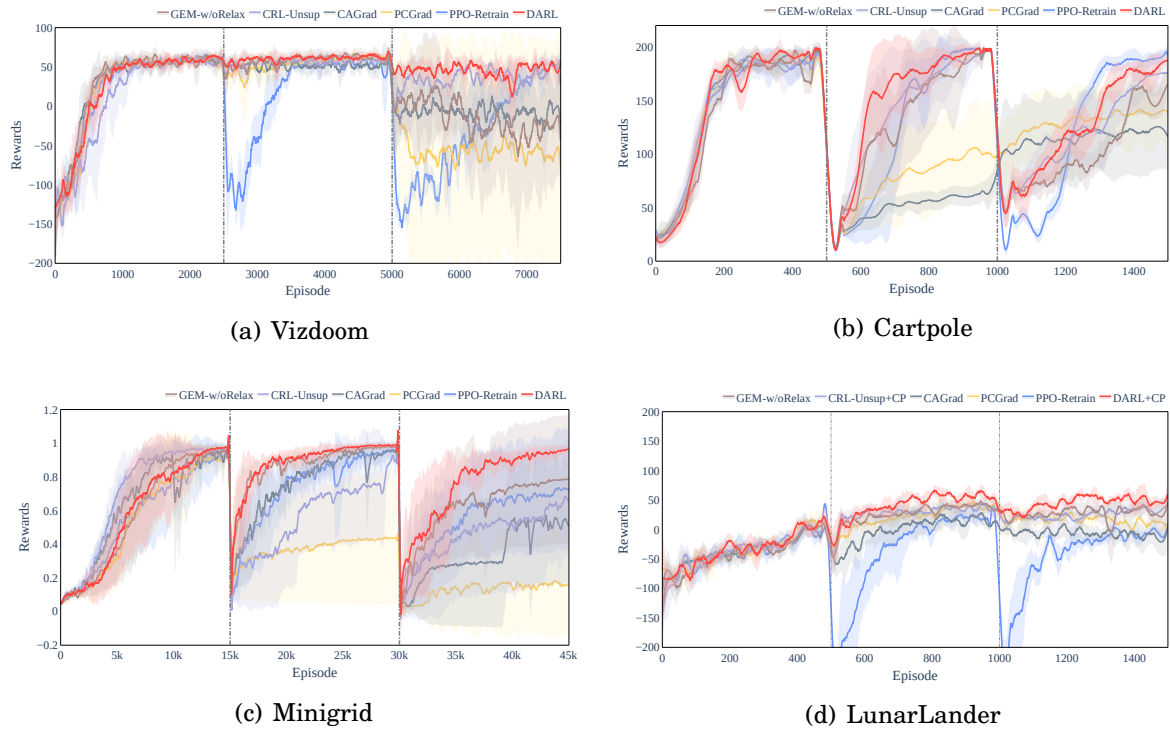 GEM-w/oRelax CRL-Unsup CAGrad PCGrad PPO-Retrain DARL
100
50
0
−50
−100
−150
−200
Rewards
0 1000 2000 3000 4000 5000 6000 7000
Episode
(a) Vizdoom
GEM-w/oRelax CRL-Unsup CAGrad PCGrad PPO-Retrain DARL
200
150
100
50
0
Rewards
0 200 400 600 800 1000 1200 1400
Episode
(b) Cartpole
GEM-w/oRelax CRL-Unsup CAGrad PCGrad PPO-Retrain DARL
1.2
1
0.8
0.6
0.4
0.2
0
−0.2
Rewards
0 5k 10k 15k 20k 25k 30k 35k 40k 45k
Episode
(c) Minigrid
GEM-w/oRelax CRL-Unsup+CP CAGrad PCGrad PPO-Retrain DARL+CP
200
150
100
50
0
−50
−100
−150
−200
Rewards
0 200 400 600 800 1000 1200 1400
Episode
(d) LunarLander